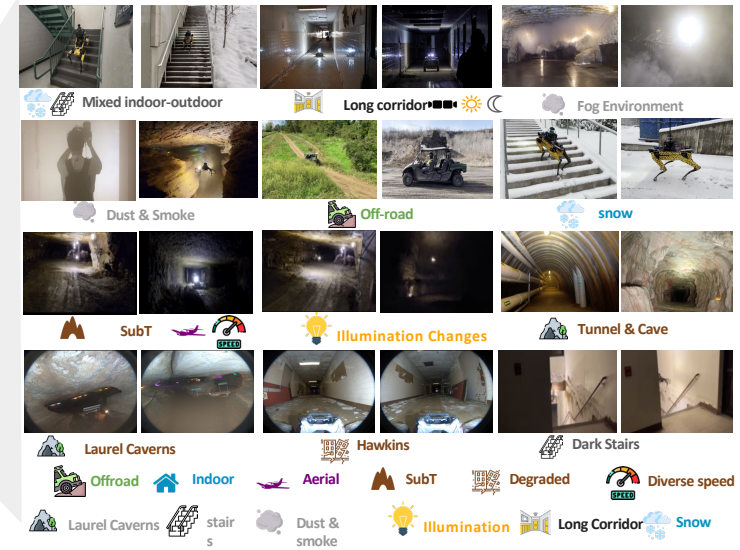 Mixed indoor-outdoor
Long corridor
Fog Environment
Dust & Smoke
Off-road
snow
SubT
SPEED
Illumination Changes
Tunnel & Cave
Laurel Caverns
Hawkins
Dark Stairs
Offroad
Indoor
Aerial
SubT
Degraded
SPEED
Diverse speed
Laurel Caverns
stair
s
Dust &
smoke
Illumination
Long Corridor
Snow